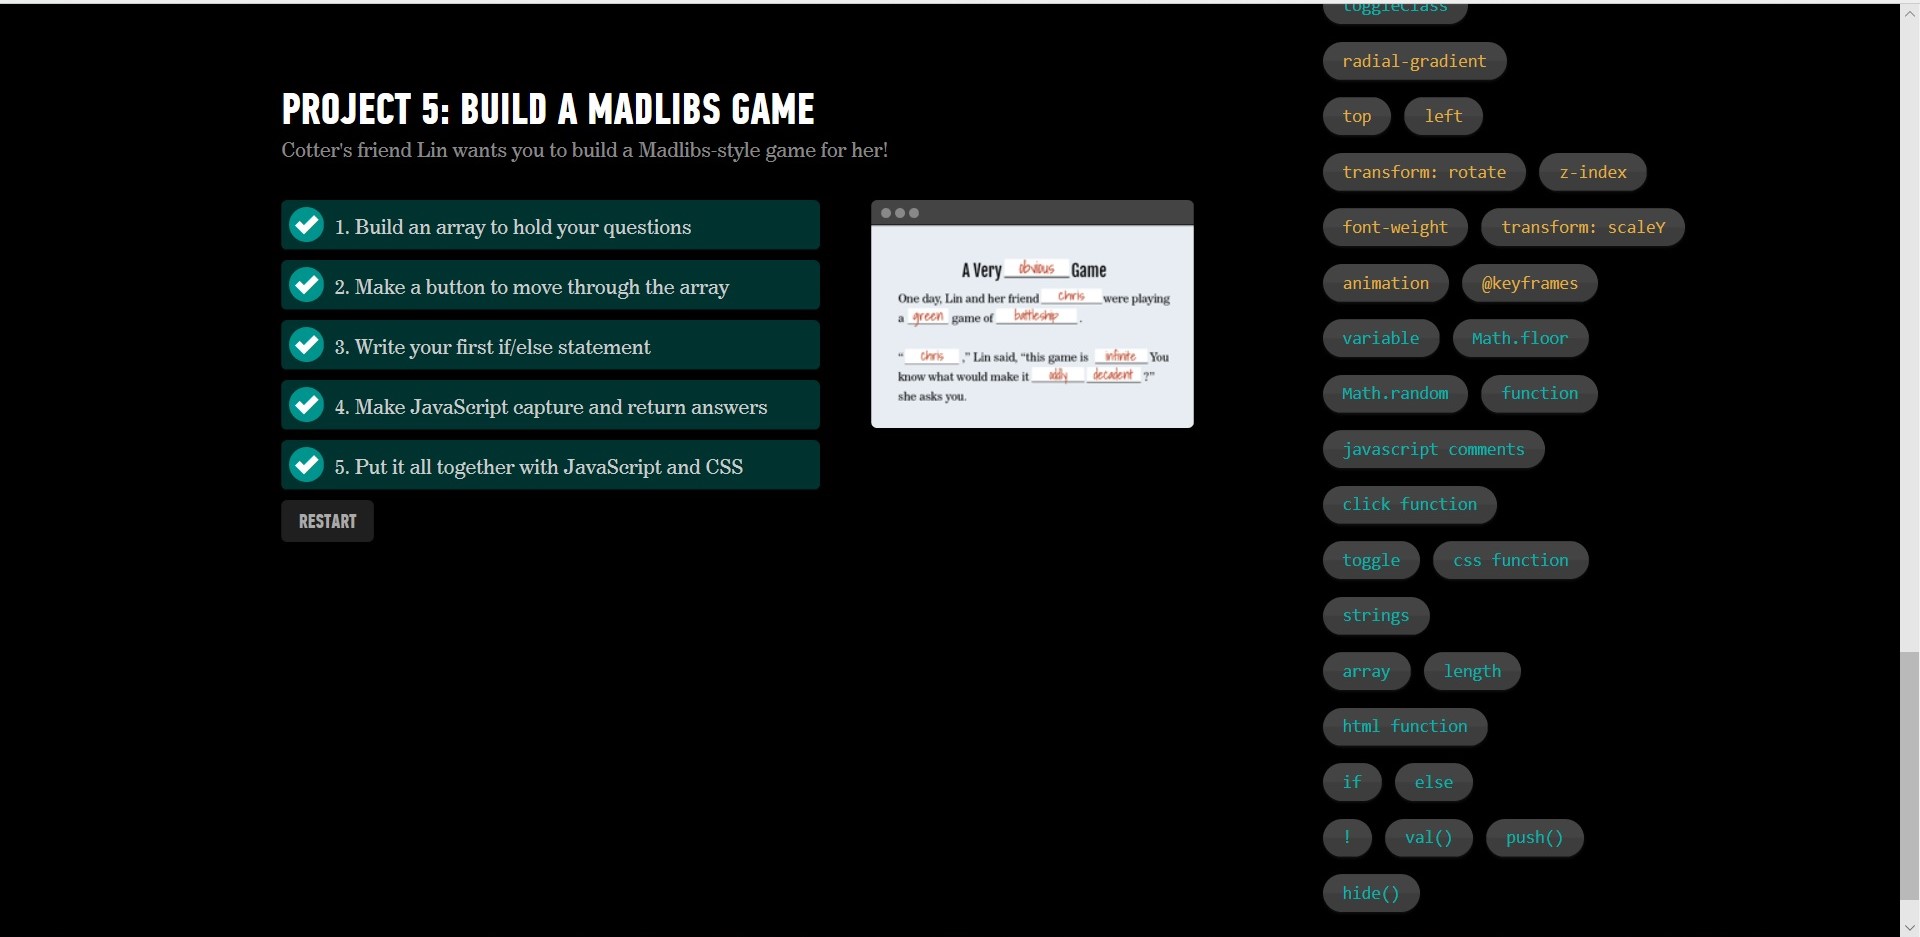 PROJECT 5: BUILD A MADLIBS GAME
Cotter's friend Lin wants you to build a Madlibs-style game for her!
1. Build an array to hold your questions
2. Make a button to move through the array
3. Write your first if/else statement
4. Make JavaScript capture and return answers
5. Put it all together with JavaScript and CSS
RESTART
A Very obvious Game
One day, Lin and her friend chris were playing
a green game of battleship .
“ chris ,” Lin said, “this game is infinite You
know what would make it oddly decadent ?”
she asks you.
toggleClass
radial-gradient
top left
transform: rotate z-index
font-weight transform: scaleY
animation @keyframes
variable Math.floor
Math.random function
javascript comments
click function
toggle css function
strings
array length
html function
if else
! val() push()
hide()